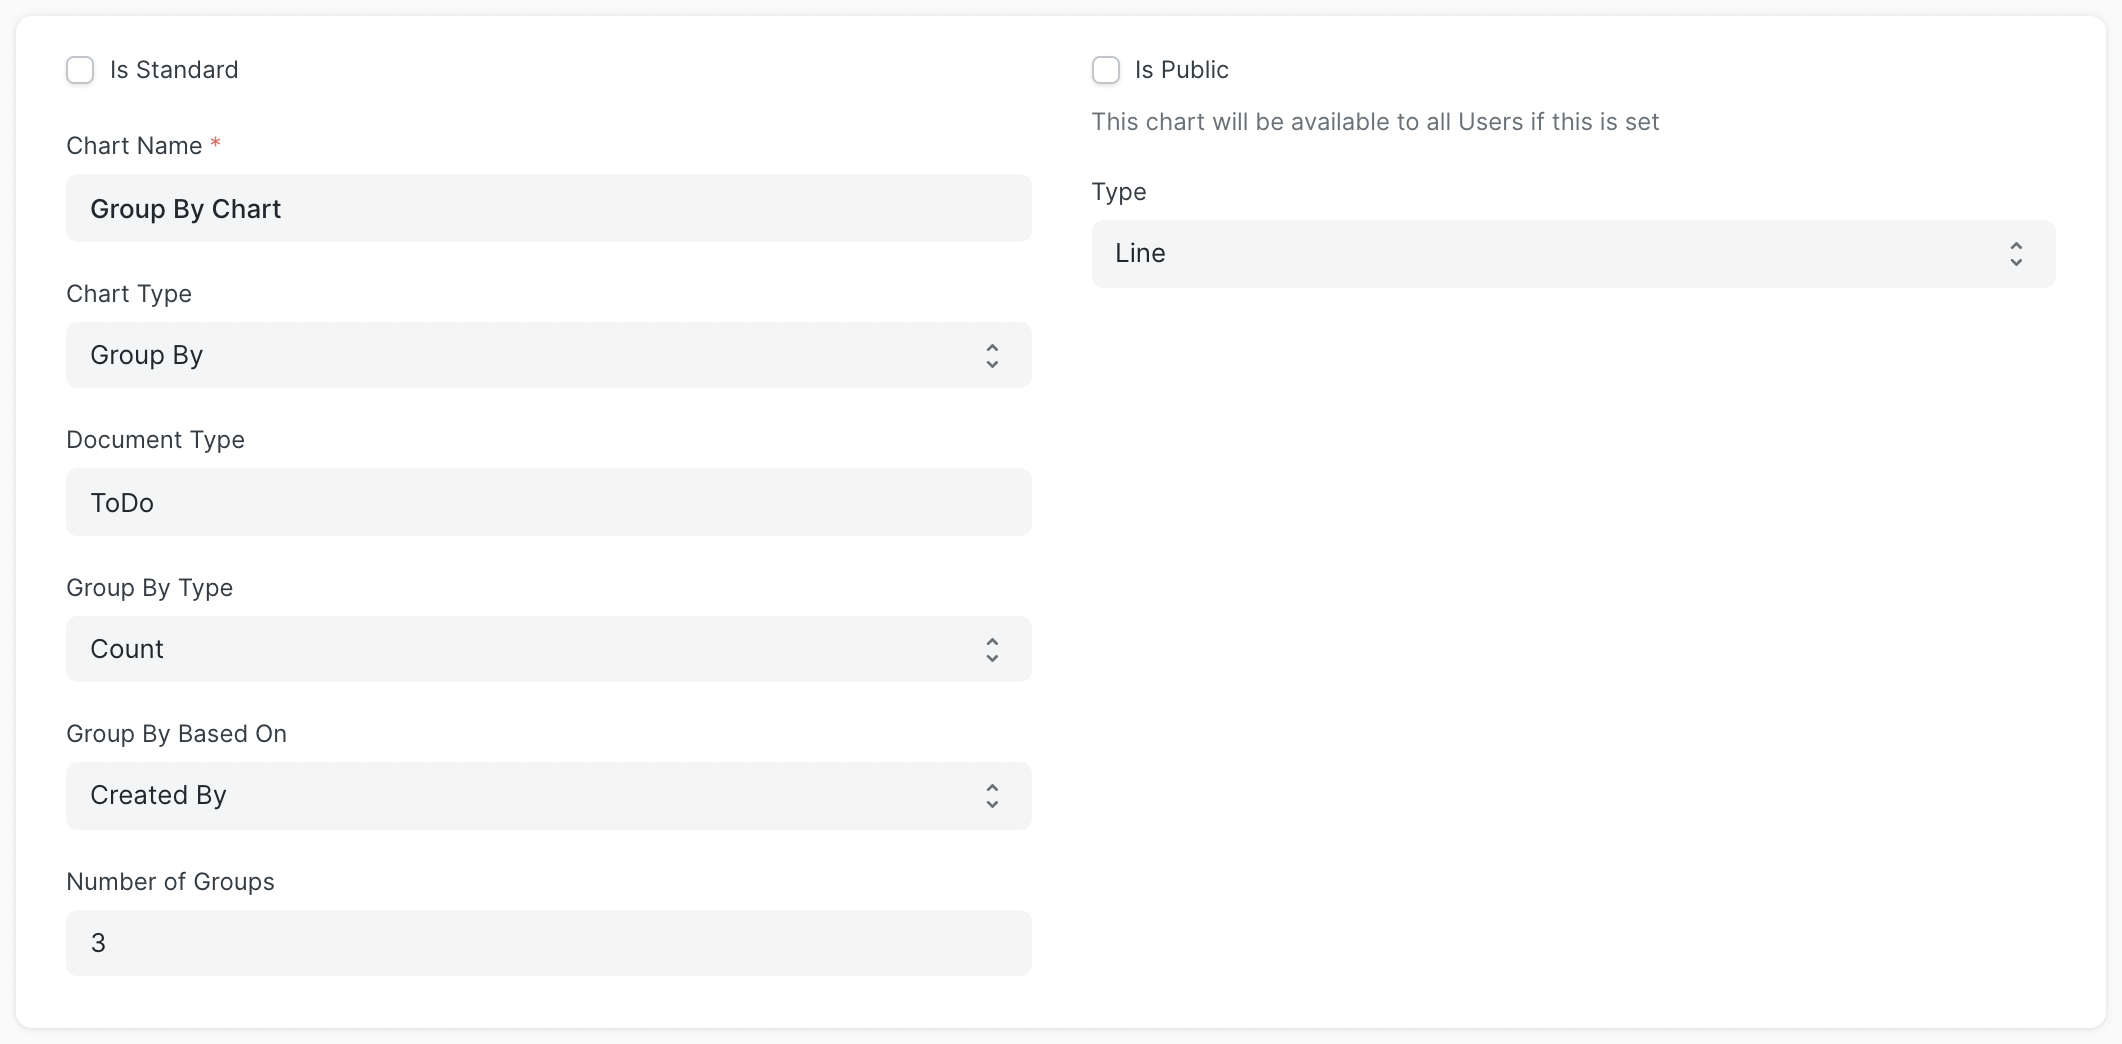 Is Standard
Chart Name *
Group By Chart
Chart Type
Group By
Document Type
ToDo
Group By Type
Count
Group By Based On
Created By
Number of Groups
3
Is Public
This chart will be available to all Users if this is set
Type
Line